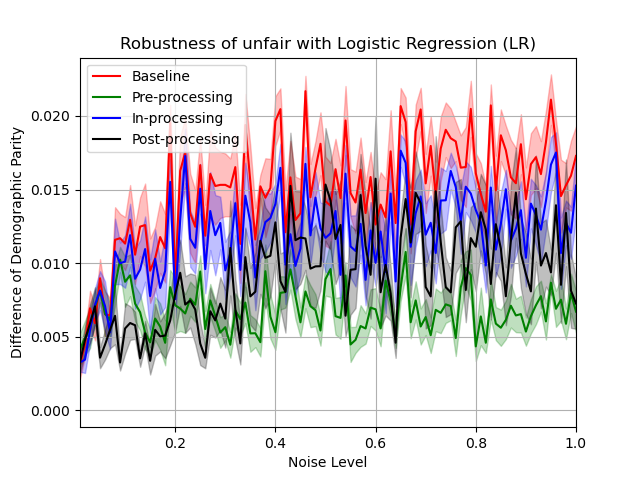 Robustness of unfair with Logistic Regression (LR)
Baseline
Pre-processing
In-processing
Post-processing
Difference of Demographic Parity
0.020
0.015
0.010
0.005
0.000
0.2
0.4
0.6
0.8
1.0
Noise Level